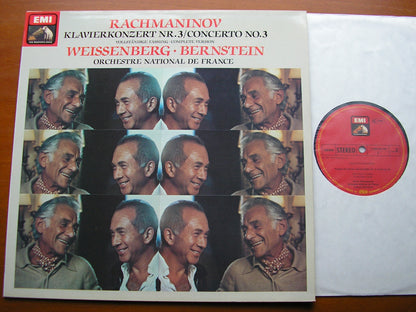 EMI
RACHMANINOV
KLAVIERKONZERT NR.3/CONCERTO NO.3
VOLLSTÄNDIGE FASSUNG · COMPLETE VERSION
WEISSENBERG · BERNSTEIN
ORCHESTRE NATIONAL DE FRANCE
EMI
STEREO